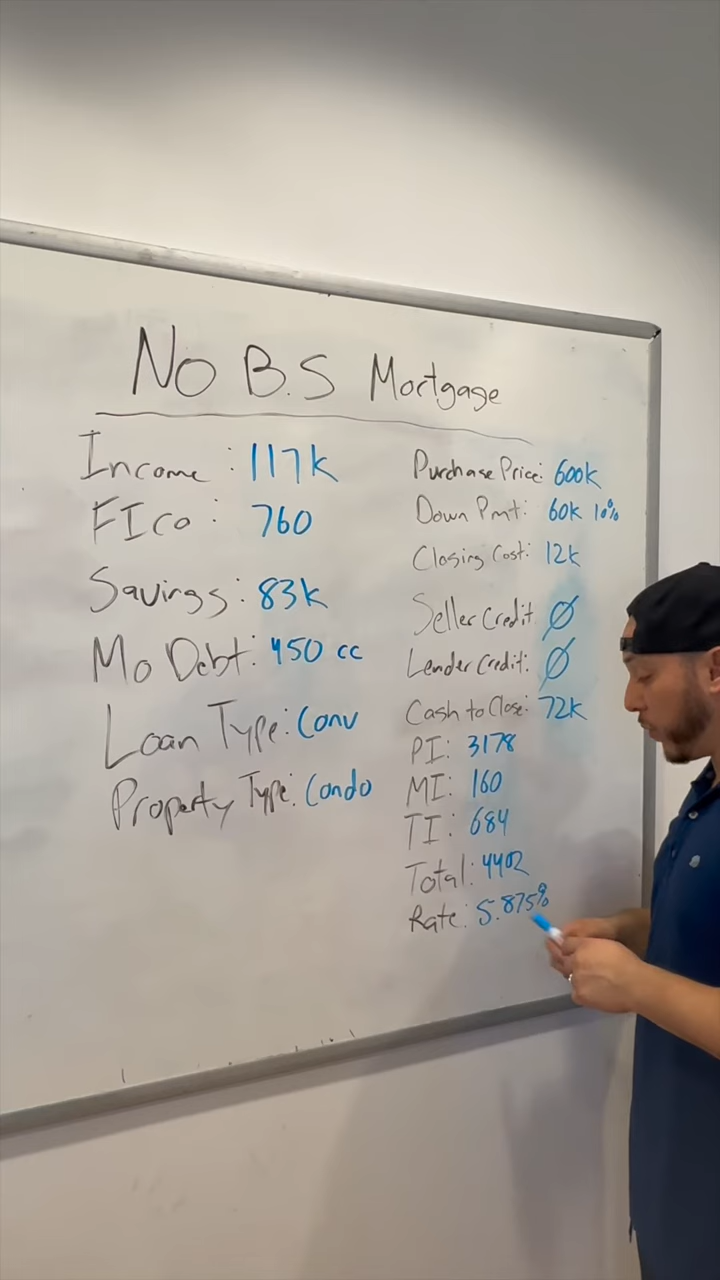 No B.S Mortgage
Income: 117k
FIco: 760
Savings: 83k
Mo Debt: 450 cc
Loan Type: Conv
Property Type: Condo
Purchase Price: 600k
Down Pmt: 60k 10%
Closing Cost: 12k
Seller Credit: Ø
Lender Credit: Ø
Cash to Close: 72k
PI: 3178
MI: 160
TI: 684
Total: 4402
Rate: 5.875%